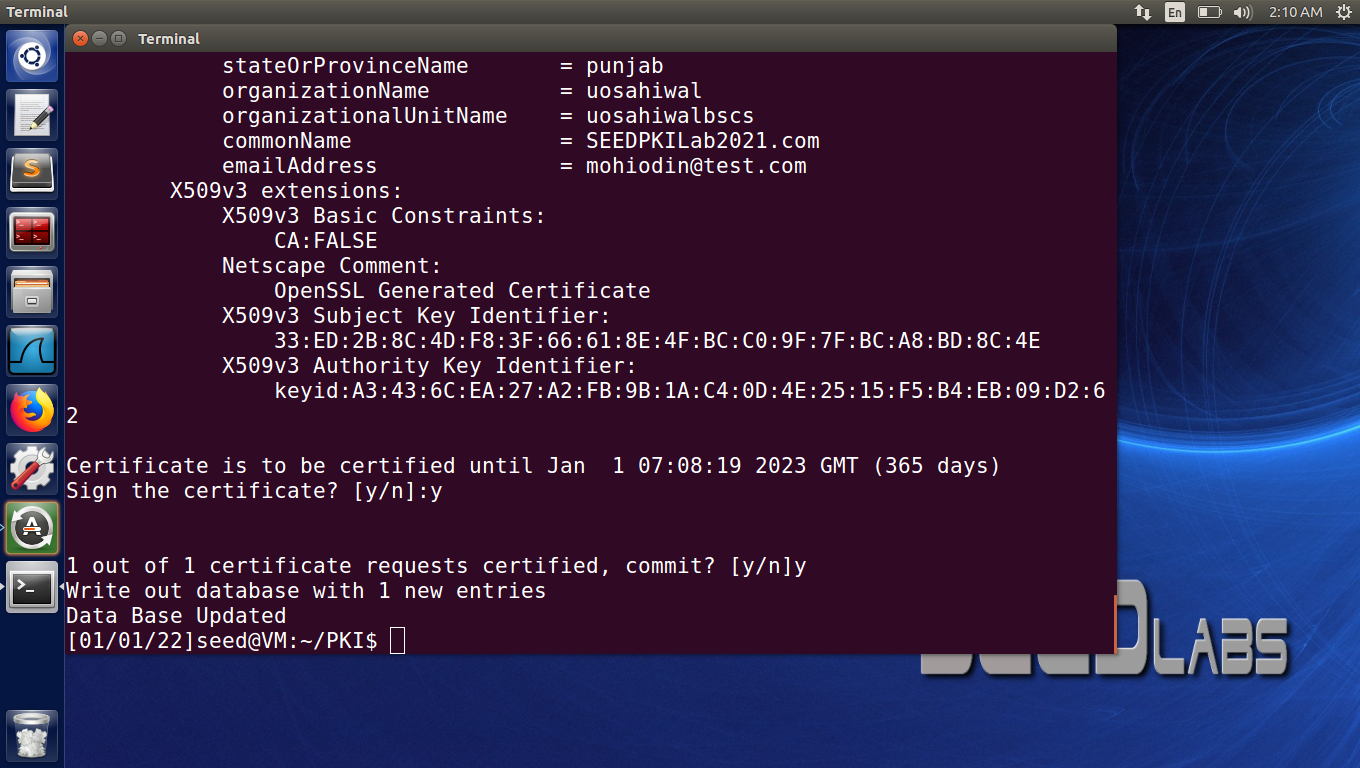 Terminal
En
2:10 AM
Terminal
stateOrProvinceName = punjab
organizationName = uosahiwal
organizationalUnitName = uosahiwalbscs
commonName = SEEDPKILab2021.com
emailAddress = mohiodin@test.com
X509v3 extensions:
X509v3 Basic Constraints:
CA:FALSE
Netscape Comment:
OpenSSL Generated Certificate
X509v3 Subject Key Identifier:
33:ED:2B:8C:4D:F8:3F:66:61:8E:4F:BC:C0:9F:7F:BC:A8:BD:8C:4E
X509v3 Authority Key Identifier:
keyid:A3:43:6C:EA:27:A2:FB:9B:1A:C4:0D:4E:25:15:F5:B4:EB:09:D2:6
2
Certificate is to be certified until Jan  1 07:08:19 2023 GMT (365 days)
Sign the certificate? [y/n]:y
1 out of 1 certificate requests certified, commit? [y/n]y
Write out database with 1 new entries
Data Base Updated
[01/01/22]seed@VM:~/PKI$
LABS